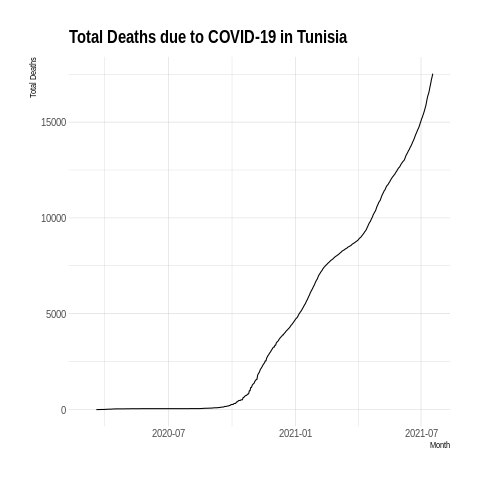 Total Deaths due to COVID-19 in Tunisia
Total Deaths
15000
10000
5000
0
2020-07 2021-01 2021-07
Month